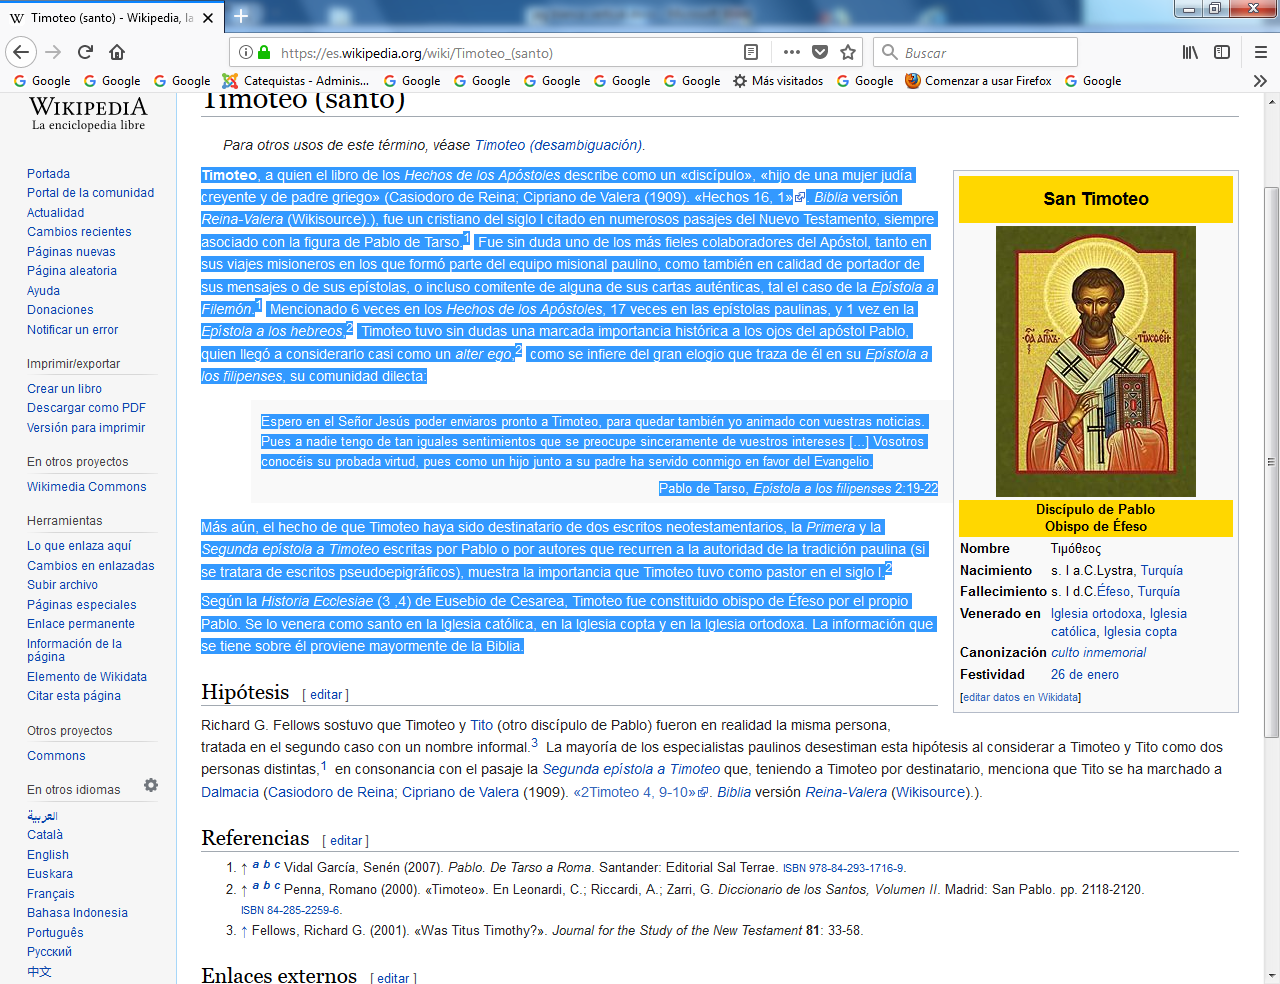 Timoteo (santo) - Wikipedia, la
https://es.wikipedia.org/wiki/Timoteo_(santo)
Buscar
Google Google Google Catequistas - Adminis... Google Google Google Google Google Más visitados Google Comenzar a usar Firefox Google
WIKIPEDIA
La enciclopedia libre
Portada
Portal de la comunidad
Actualidad
Cambios recientes
Páginas nuevas
Página aleatoria
Ayuda
Donaciones
Notificar un error
Imprimir/exportar
Crear un libro
Descargar como PDF
Versión para imprimir
En otros proyectos
Wikimedia Commons
Herramientas
Lo que enlaza aquí
Cambios en enlazadas
Subir archivo
Páginas especiales
Enlace permanente
Información de la
página
Elemento de Wikidata
Citar esta página
Otros proyectos
Commons
En otros idiomas
العربية
Català
English
Euskara
Français
Bahasa Indonesia
Português
Русский
中文
Timoteo (santo)
Para otros usos de este término, véase Timoteo (desambiguación).
Timoteo, a quien el libro de los Hechos de los Apóstoles describe como un «discípulo», «hijo de una mujer judía
creyente y de padre griego» (Casiodoro de Reina; Cipriano de Valera (1909). «Hechos 16, 1». Biblia versión
Reina-Valera (Wikisource).), fue un cristiano del siglo I citado en numerosos pasajes del Nuevo Testamento, siempre
asociado con la figura de Pablo de Tarso.1 Fue sin duda uno de los más fieles colaboradores del Apóstol, tanto en
sus viajes misioneros en los que formó parte del equipo misional paulino, como también en calidad de portador de
sus mensajes o de sus epístolas, o incluso comitente de alguna de sus cartas auténticas, tal el caso de la Epístola a
Filemón.1 Mencionado 6 veces en los Hechos de los Apóstoles, 17 veces en las epístolas paulinas, y 1 vez en la
Epístola a los hebreos,2 Timoteo tuvo sin dudas una marcada importancia histórica a los ojos del apóstol Pablo,
quien llegó a considerarlo casi como un alter ego,2 como se infiere del gran elogio que traza de él en su Epístola a
los filipenses, su comunidad dilecta:
Espero en el Señor Jesús poder enviaros pronto a Timoteo, para quedar también yo animado con vuestras noticias.
Pues a nadie tengo de tan iguales sentimientos que se preocupe sinceramente de vuestros intereses [...] Vosotros
conocéis su probada virtud, pues como un hijo junto a su padre ha servido conmigo en favor del Evangelio.
Pablo de Tarso, Epístola a los filipenses 2:19-22
Más aún, el hecho de que Timoteo haya sido destinatario de dos escritos neotestamentarios, la Primera y la
Segunda epístola a Timoteo escritas por Pablo o por autores que recurren a la autoridad de la tradición paulina (si
se tratara de escritos pseudoepigráficos), muestra la importancia que Timoteo tuvo como pastor en el siglo I.2
Según la Historia Ecclesiae (3 ,4) de Eusebio de Cesarea, Timoteo fue constituido obispo de Éfeso por el propio
Pablo. Se lo venera como santo en la Iglesia católica, en la Iglesia copta y en la Iglesia ortodoxa. La información que
se tiene sobre él proviene mayormente de la Biblia.
San Timoteo
Discípulo de Pablo
Obispo de Éfeso
Nombre Τιμόθεος
Nacimiento s. I a.C.Lystra, Turquía
Fallecimiento s. I d.C.Éfeso, Turquía
Venerado en Iglesia ortodoxa, Iglesia
católica, Iglesia copta
Canonización culto inmemorial
Festividad 26 de enero
[editar datos en Wikidata]
Hipótesis [ editar ]
Richard G. Fellows sostuvo que Timoteo y Tito (otro discípulo de Pablo) fueron en realidad la misma persona,
tratada en el segundo caso con un nombre informal.3 La mayoría de los especialistas paulinos desestiman esta hipótesis al considerar a Timoteo y Tito como dos
personas distintas,1 en consonancia con el pasaje la Segunda epístola a Timoteo que, teniendo a Timoteo por destinatario, menciona que Tito se ha marchado a
Dalmacia (Casiodoro de Reina; Cipriano de Valera (1909). «2Timoteo 4, 9-10». Biblia versión Reina-Valera (Wikisource).).
Referencias [ editar ]
1. ↑ a b c Vidal García, Senén (2007). Pablo. De Tarso a Roma. Santander: Editorial Sal Terrae. ISBN 978-84-293-1716-9.
2. ↑ a b c Penna, Romano (2000). «Timoteo». En Leonardi, C.; Riccardi, A.; Zarri, G. Diccionario de los Santos, Volumen II. Madrid: San Pablo. pp. 2118-2120.
ISBN 84-285-2259-6.
3. ↑ Fellows, Richard G. (2001). «Was Titus Timothy?». Journal for the Study of the New Testament 81: 33-58.
Enlaces externos [ editar ]